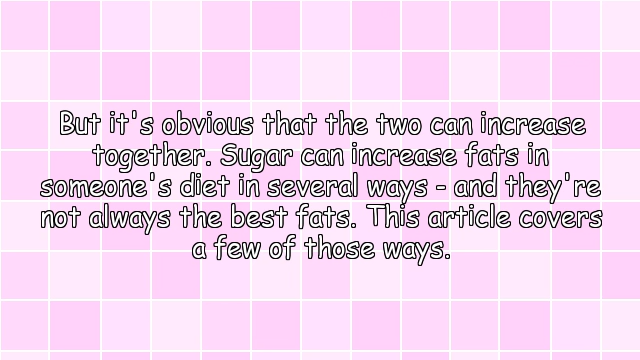 But it's obvious that the two can increase
together. Sugar can increase fats in
someone's diet in several ways - and they're
not always the best fats. This article covers
a few of those ways.